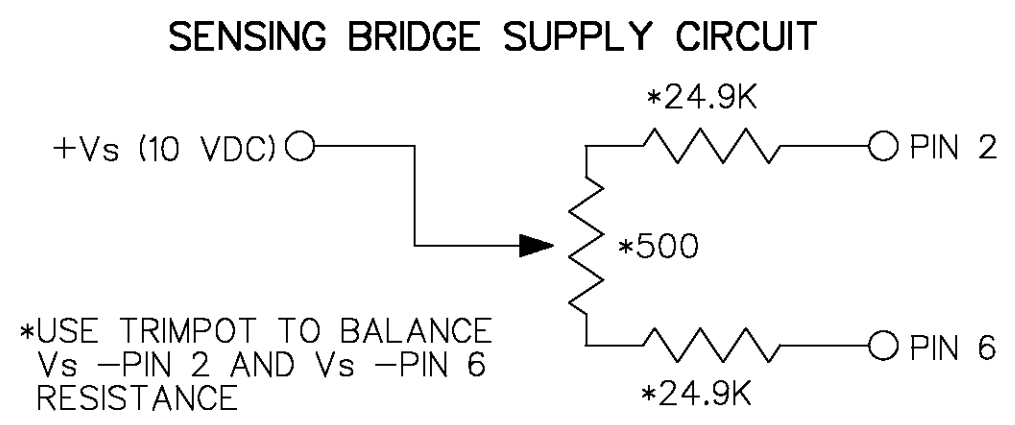 SENSING BRIDGE SUPPLY CIRCUIT
*24.9K
+Vs (10 VDC)
PIN 2
*500
*USE TRIMPOT TO BALANCE
Vs –PIN 2 AND Vs –PIN 6
RESISTANCE
PIN 6
*24.9K